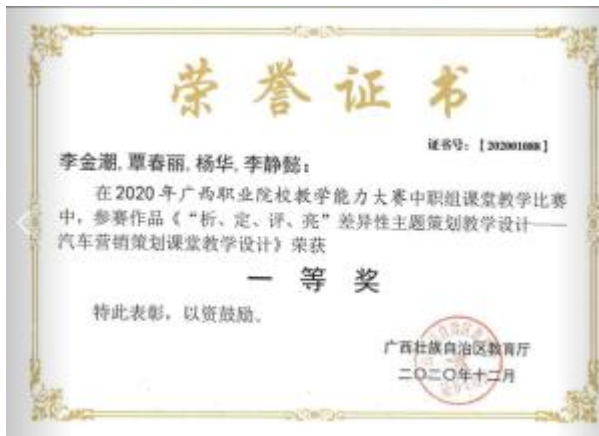 荣誉证书
证书号：【202001088】
李金潮，覃春丽，杨华，李静懿：
在2020年广西职业院校教学能力大赛中职组课堂教学比赛
中，参赛作品《“析、定、评、亮”差异性主题策划教学设计——
汽车营销策划课堂教学设计》荣获
一 等 奖
特此表彰，以资鼓励。
广西壮族自治区教育厅
二〇二〇年十二月